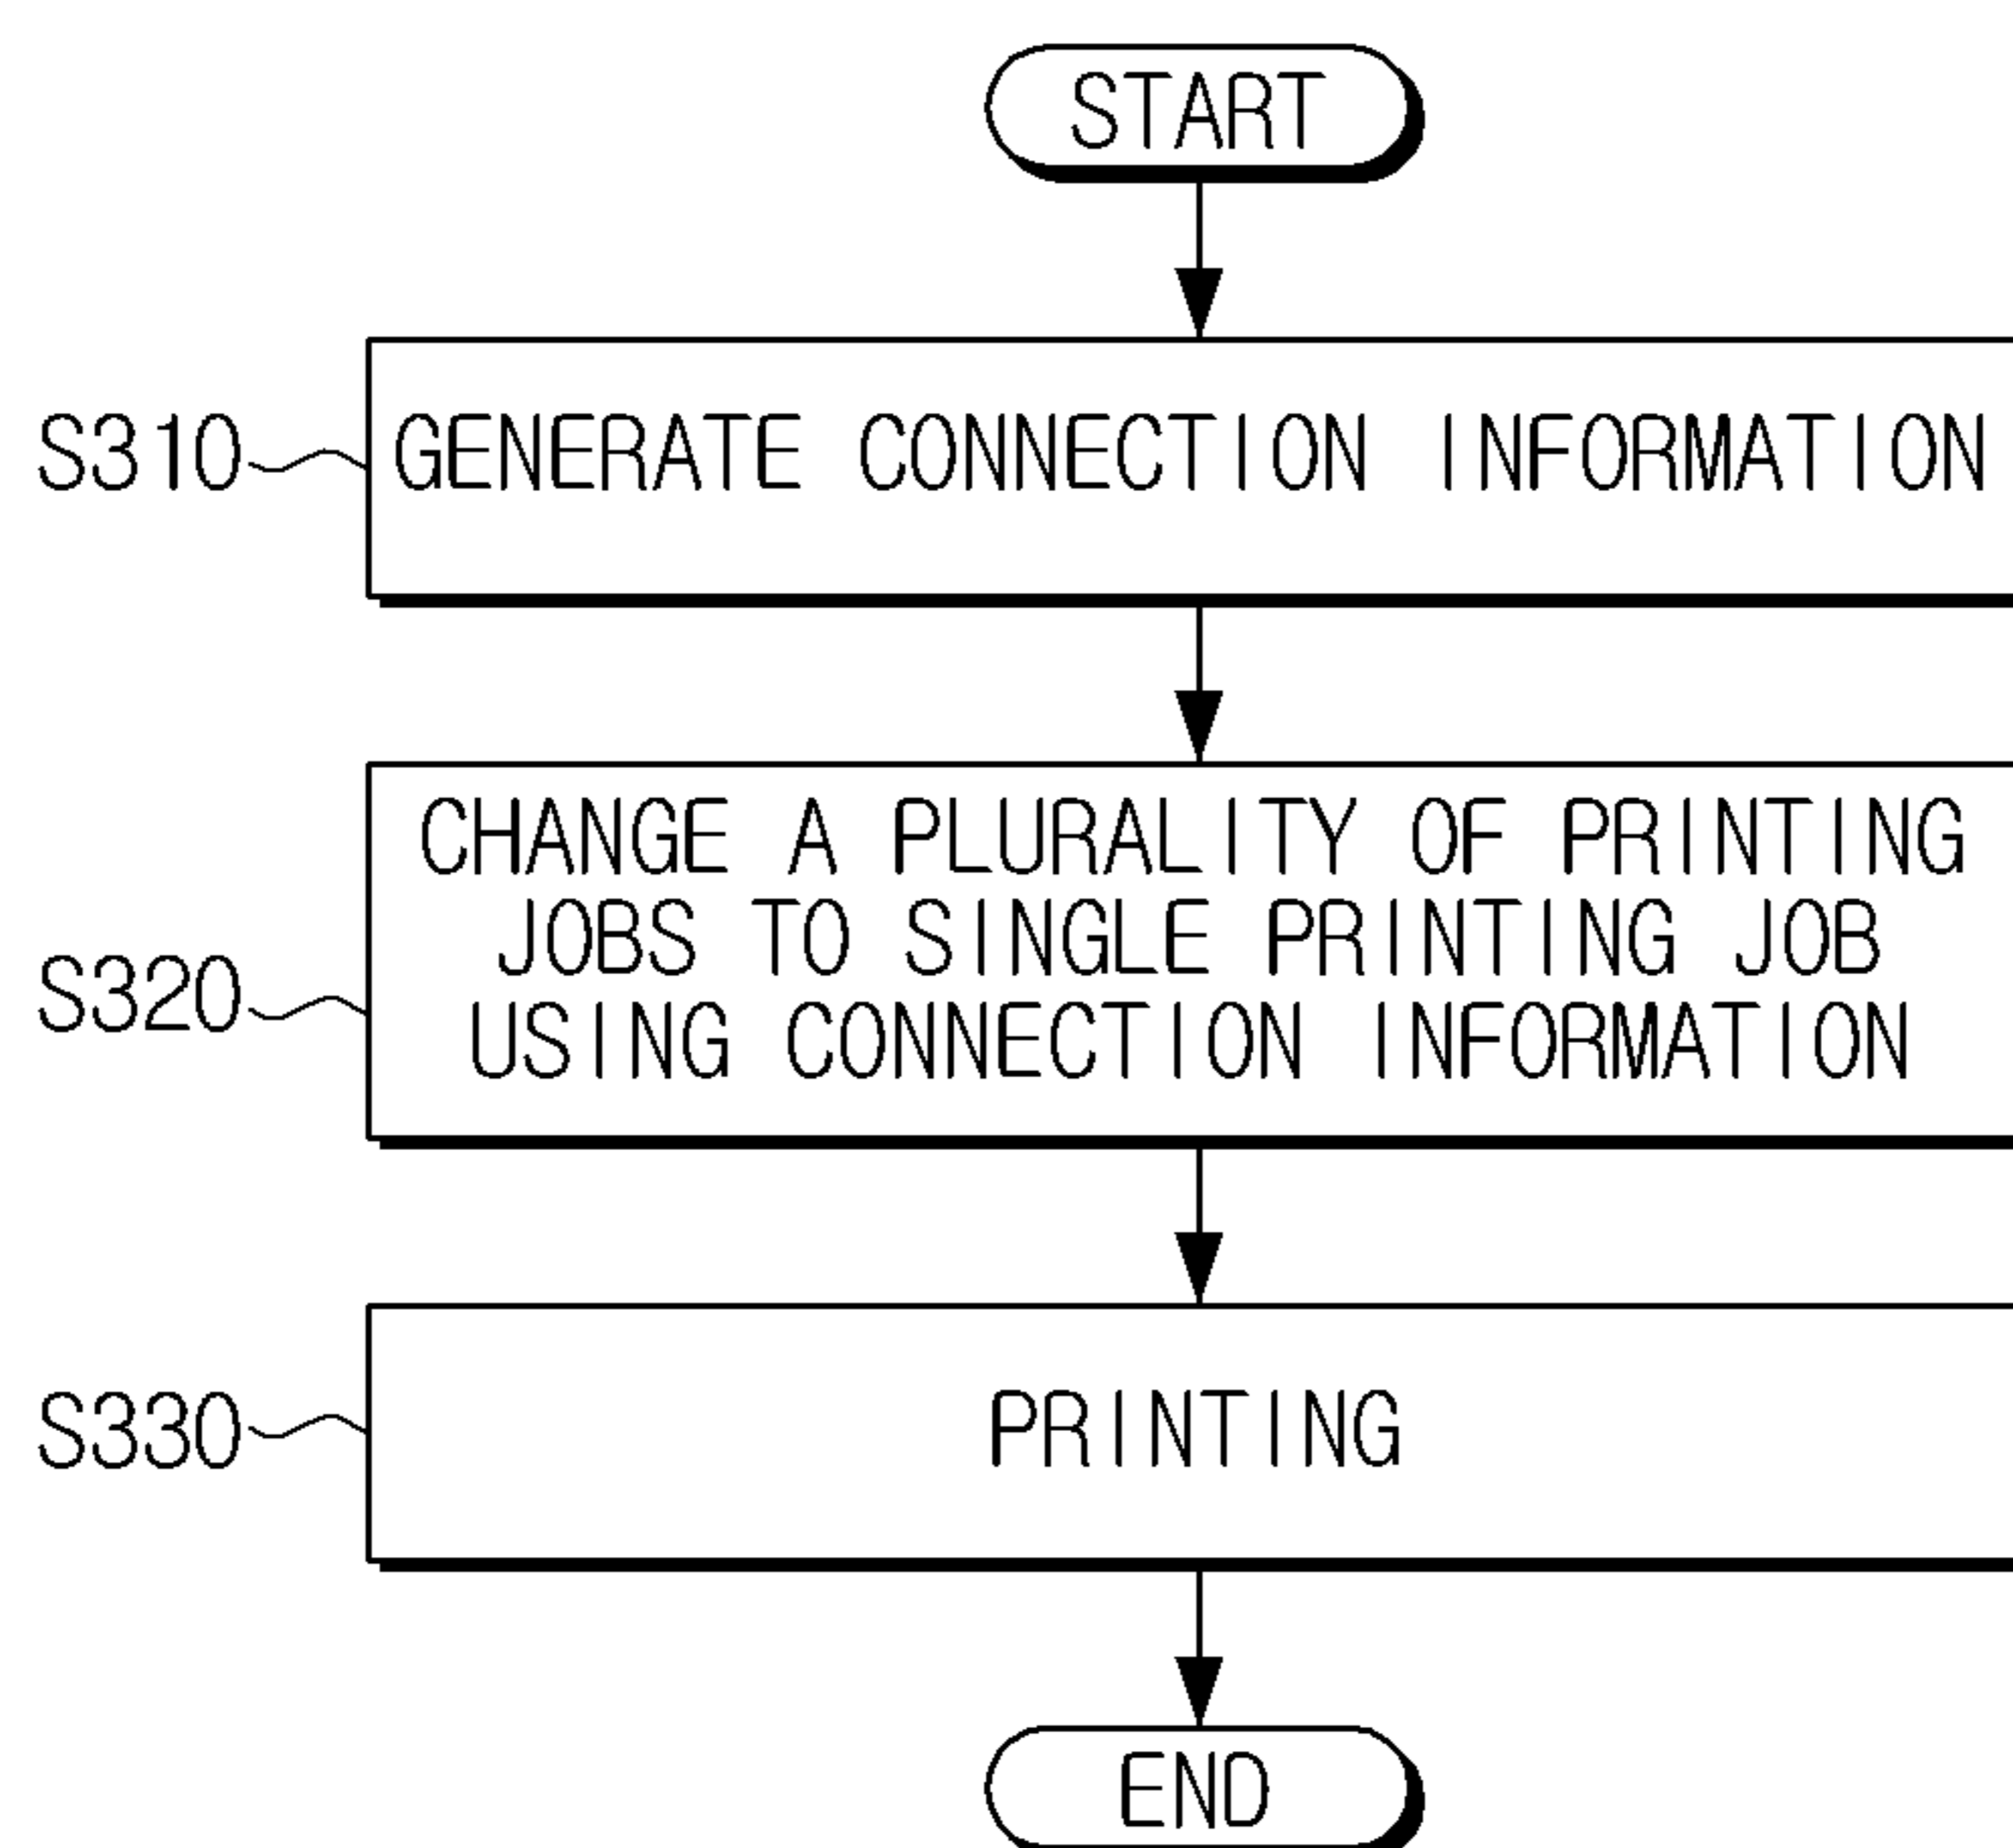 START
S310
GENERATE CONNECTION INFORMATION
CHANGE A PLURALITY OF PRINTING
JOBS TO SINGLE PRINTING JOB
USING CONNECTION INFORMATION
S320
PRINTING
S330
END